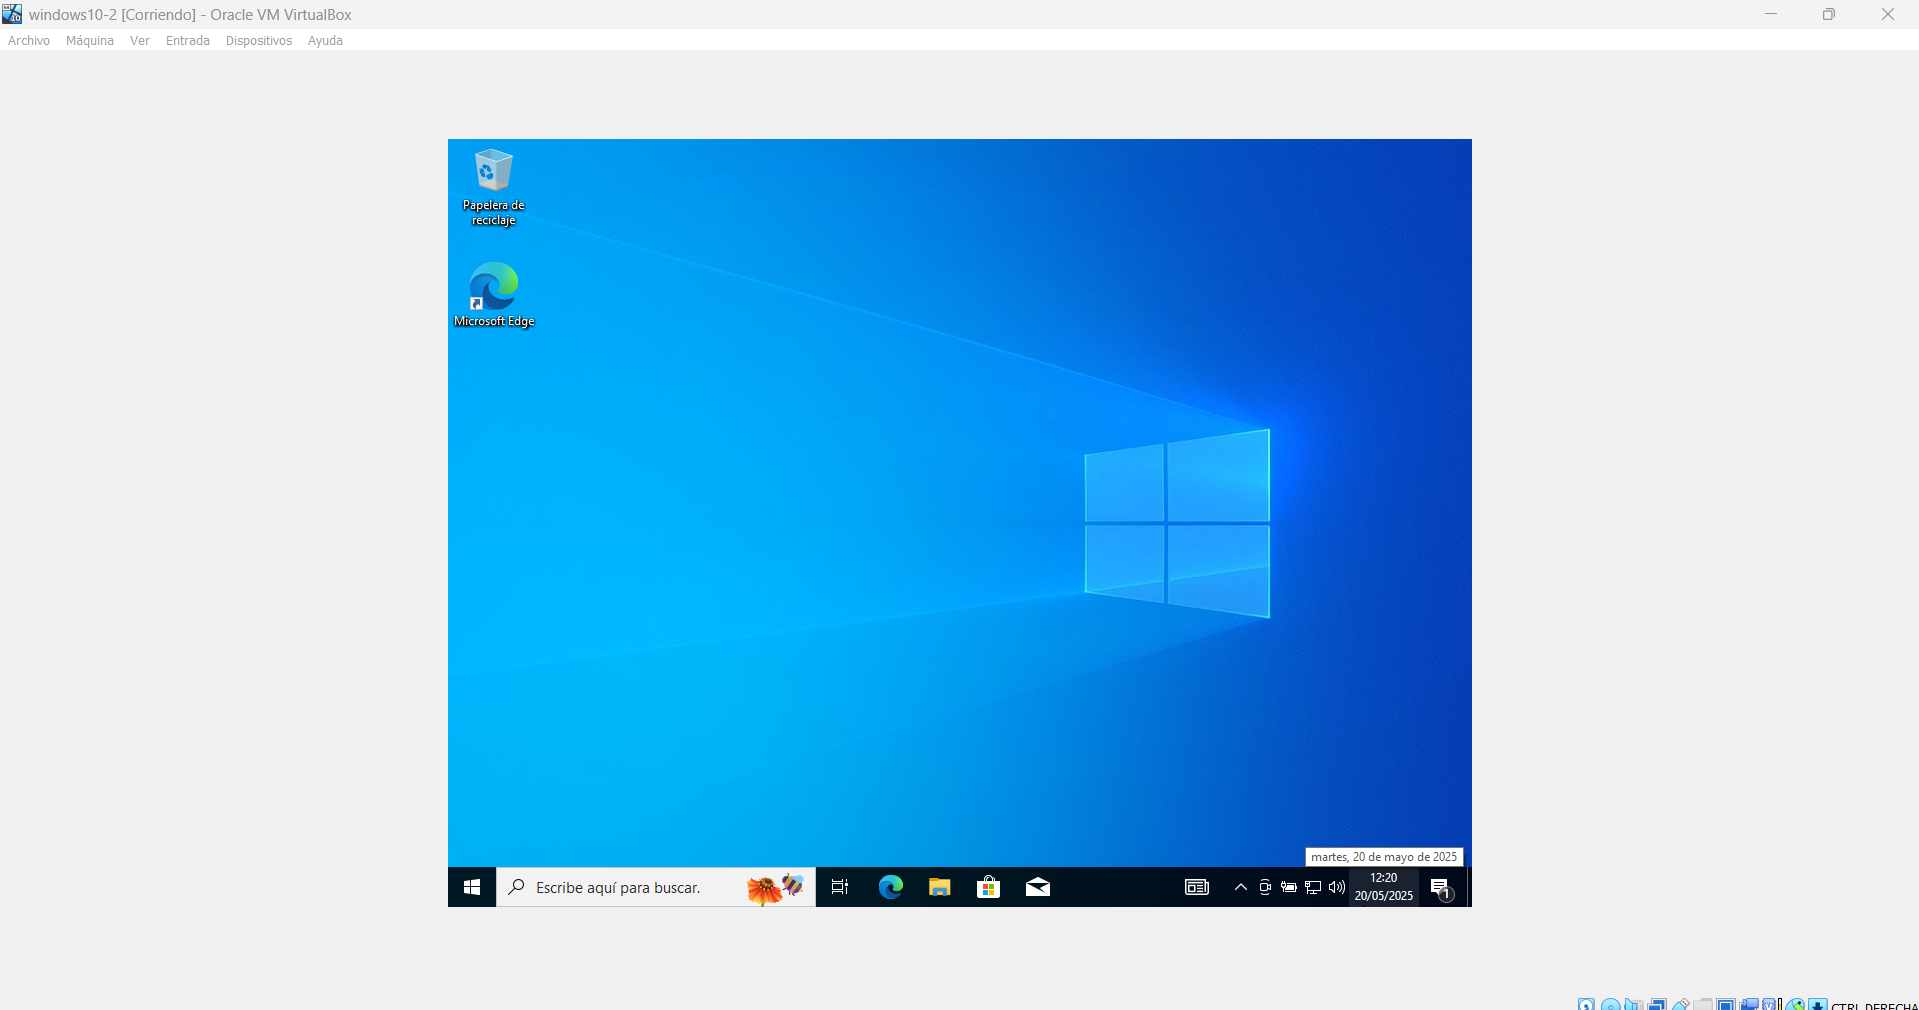 windows10-2 [Corriendo] - Oracle VM VirtualBox
Archivo Máquina Ver Entrada Dispositivos Ayuda
Papelera de
reciclaje
Microsoft Edge
martes, 20 de mayo de 2025
Escribe aquí para buscar.
12:20
20/05/2025
1
CTRL DERECHA